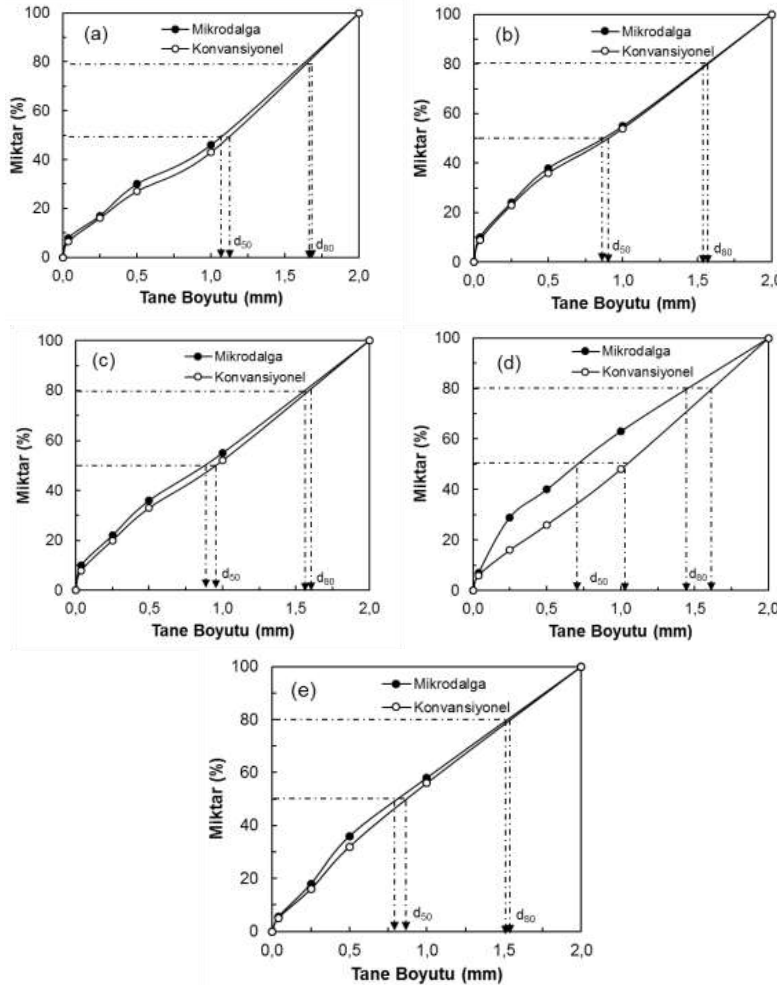 (a)
Mikrodalga
Konvansiyonel
Miktar (%)
100
80
60
40
20
0
d50
d80
0,0 0,5 1,0 1,5 2,0
Tane Boyutu (mm)
(b)
Mikrodalga
Konvansiyonel
Miktar (%)
100
80
60
40
20
0
d50
d80
0,0 0,5 1,0 1,5 2,0
Tane Boyutu (mm)
(c)
Mikrodalga
Konvansiyonel
Miktar (%)
100
80
60
40
20
0
d50
d80
0,0 0,5 1,0 1,5 2,0
Tane Boyutu (mm)
(d)
Mikrodalga
Konvansiyonel
Miktar (%)
100
80
60
40
20
0
d50
d80
0,0 0,5 1,0 1,5 2,0
Tane Boyutu (mm)
(e)
Mikrodalga
Konvansiyonel
Miktar (%)
100
80
60
40
20
0
d50
d80
0,0 0,5 1,0 1,5 2,0
Tane Boyutu (mm)